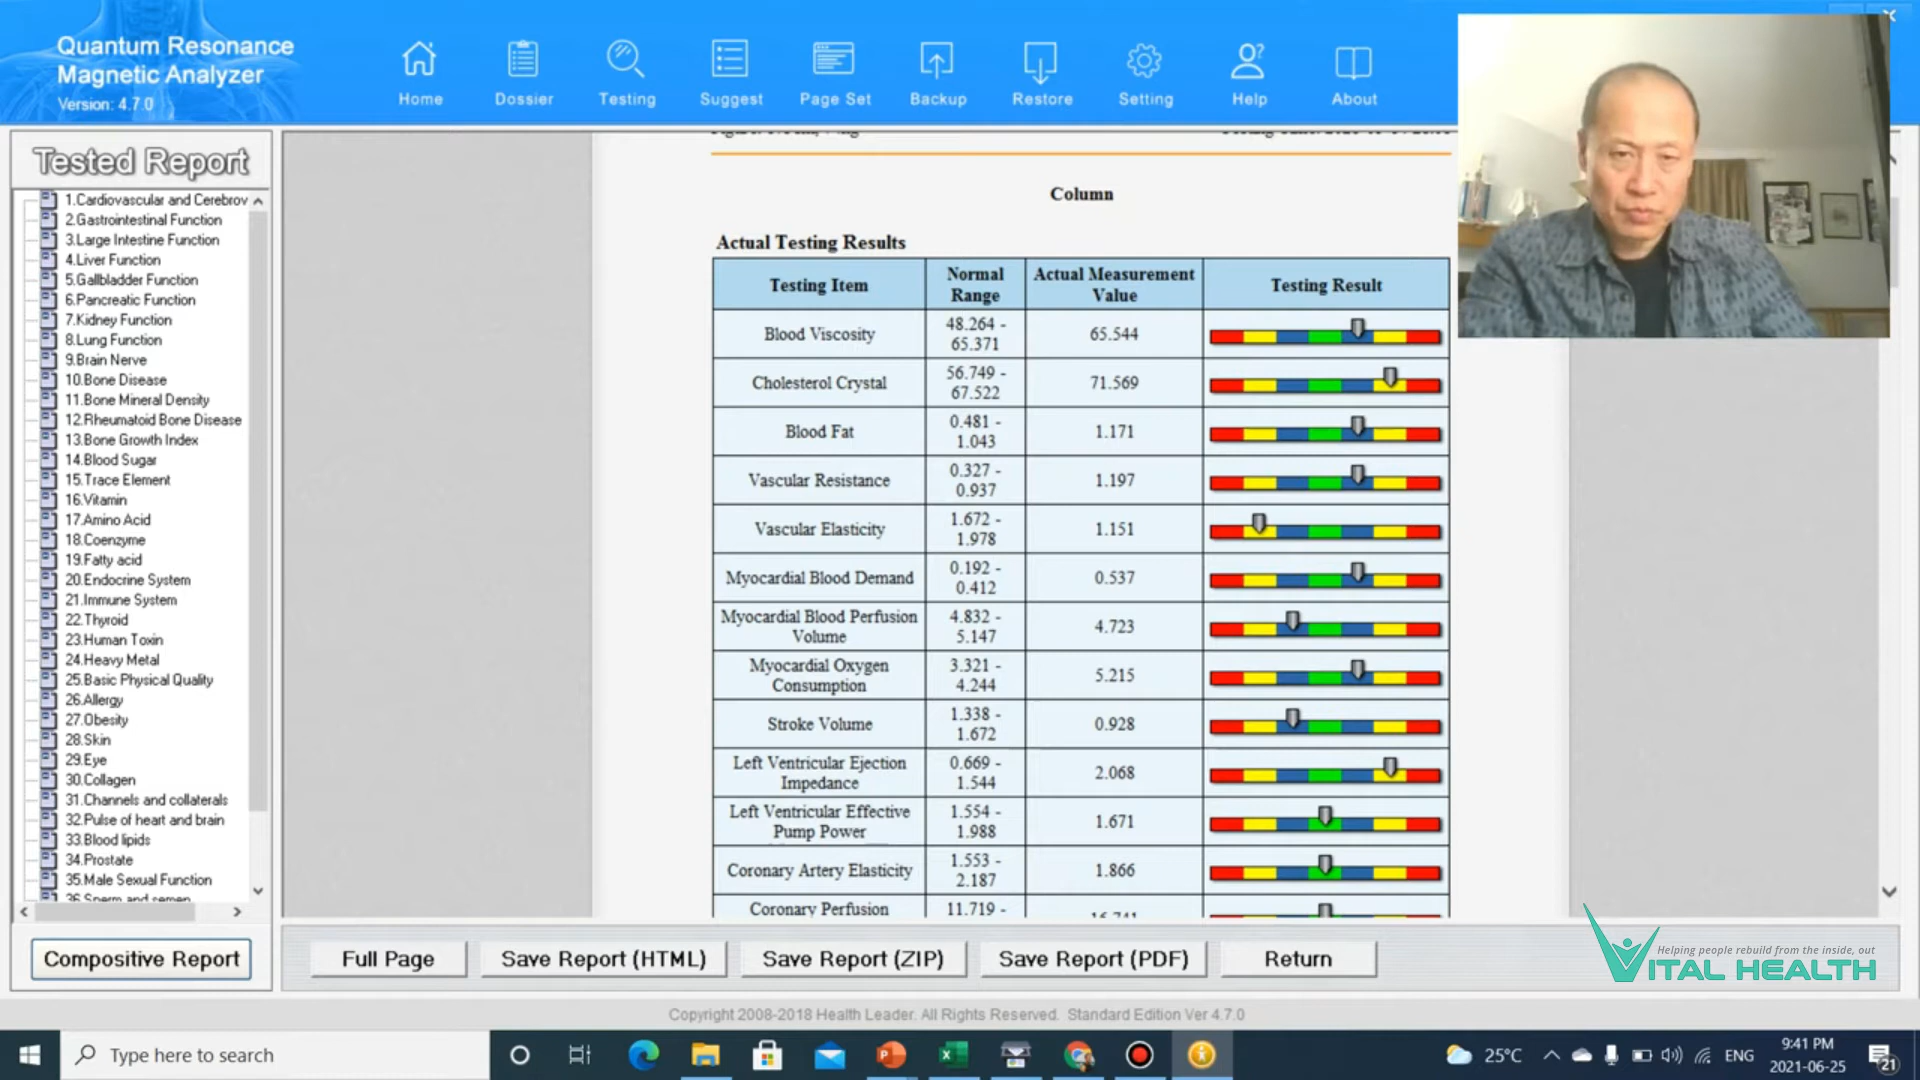 Quantum Resonance
Magnetic Analyzer
Version: 4.7.0
Home
Dossier
Testing
Suggest
Page Set
Backup
Restore
Setting
Help
About
Tested Report
1.Cardiovascular and Cerebrov
2.Gastrointestinal Function
3.Large Intestine Function
4.Liver Function
5.Gallbladder Function
6.Pancreatic Function
7.Kidney Function
8.Lung Function
9.Brain Nerve
10.Bone Disease
11.Bone Mineral Density
12.Rheumatoid Bone Disease
13.Bone Growth Index
14.Blood Sugar
15.Trace Element
16.Vitamin
17.Amino Acid
18.Coenzyme
19.Fatty acid
20.Endocrine System
21.Immune System
22.Thyroid
23.Human Toxin
24.Heavy Metal
25.Basic Physical Quality
26.Allergy
27.Obesity
28.Skin
29.Eye
30.Collagen
31.Channels and collaterals
32.Pulse of heart and brain
33.Blood lipids
34.Prostate
35.Male Sexual Function
36.Sperm and semen
Compositive Report
Column
Actual Testing Results
Testing Item
Normal
Range
Actual Measurement
Value
Testing Result
Blood Viscosity
48.264 -
65.371
65.544
Cholesterol Crystal
56.749 -
67.522
71.569
Blood Fat
0.481 -
1.043
1.171
Vascular Resistance
0.327 -
0.937
1.197
Vascular Elasticity
1.672 -
1.978
1.151
Myocardial Blood Demand
0.192 -
0.412
0.537
Myocardial Blood Perfusion
Volume
4.832 -
5.147
4.723
Myocardial Oxygen
Consumption
3.321 -
4.244
5.215
Stroke Volume
1.338 -
1.672
0.928
Left Ventricular Ejection
Impedance
0.669 -
1.544
2.068
Left Ventricular Effective
Pump Power
1.554 -
1.988
1.671
Coronary Artery Elasticity
1.553 -
2.187
1.866
Coronary Perfusion
11.719 -
16.741
Full Page
Save Report (HTML)
Save Report (ZIP)
Save Report (PDF)
Return
Helping people rebuild from the inside, out
VITAL HEALTH
Copyright 2008-2018 Health Leader. All Rights Reserved. Standard Edition Ver 4.7.0
Type here to search
25°C
ENG
9:41 PM
2021-06-25
21